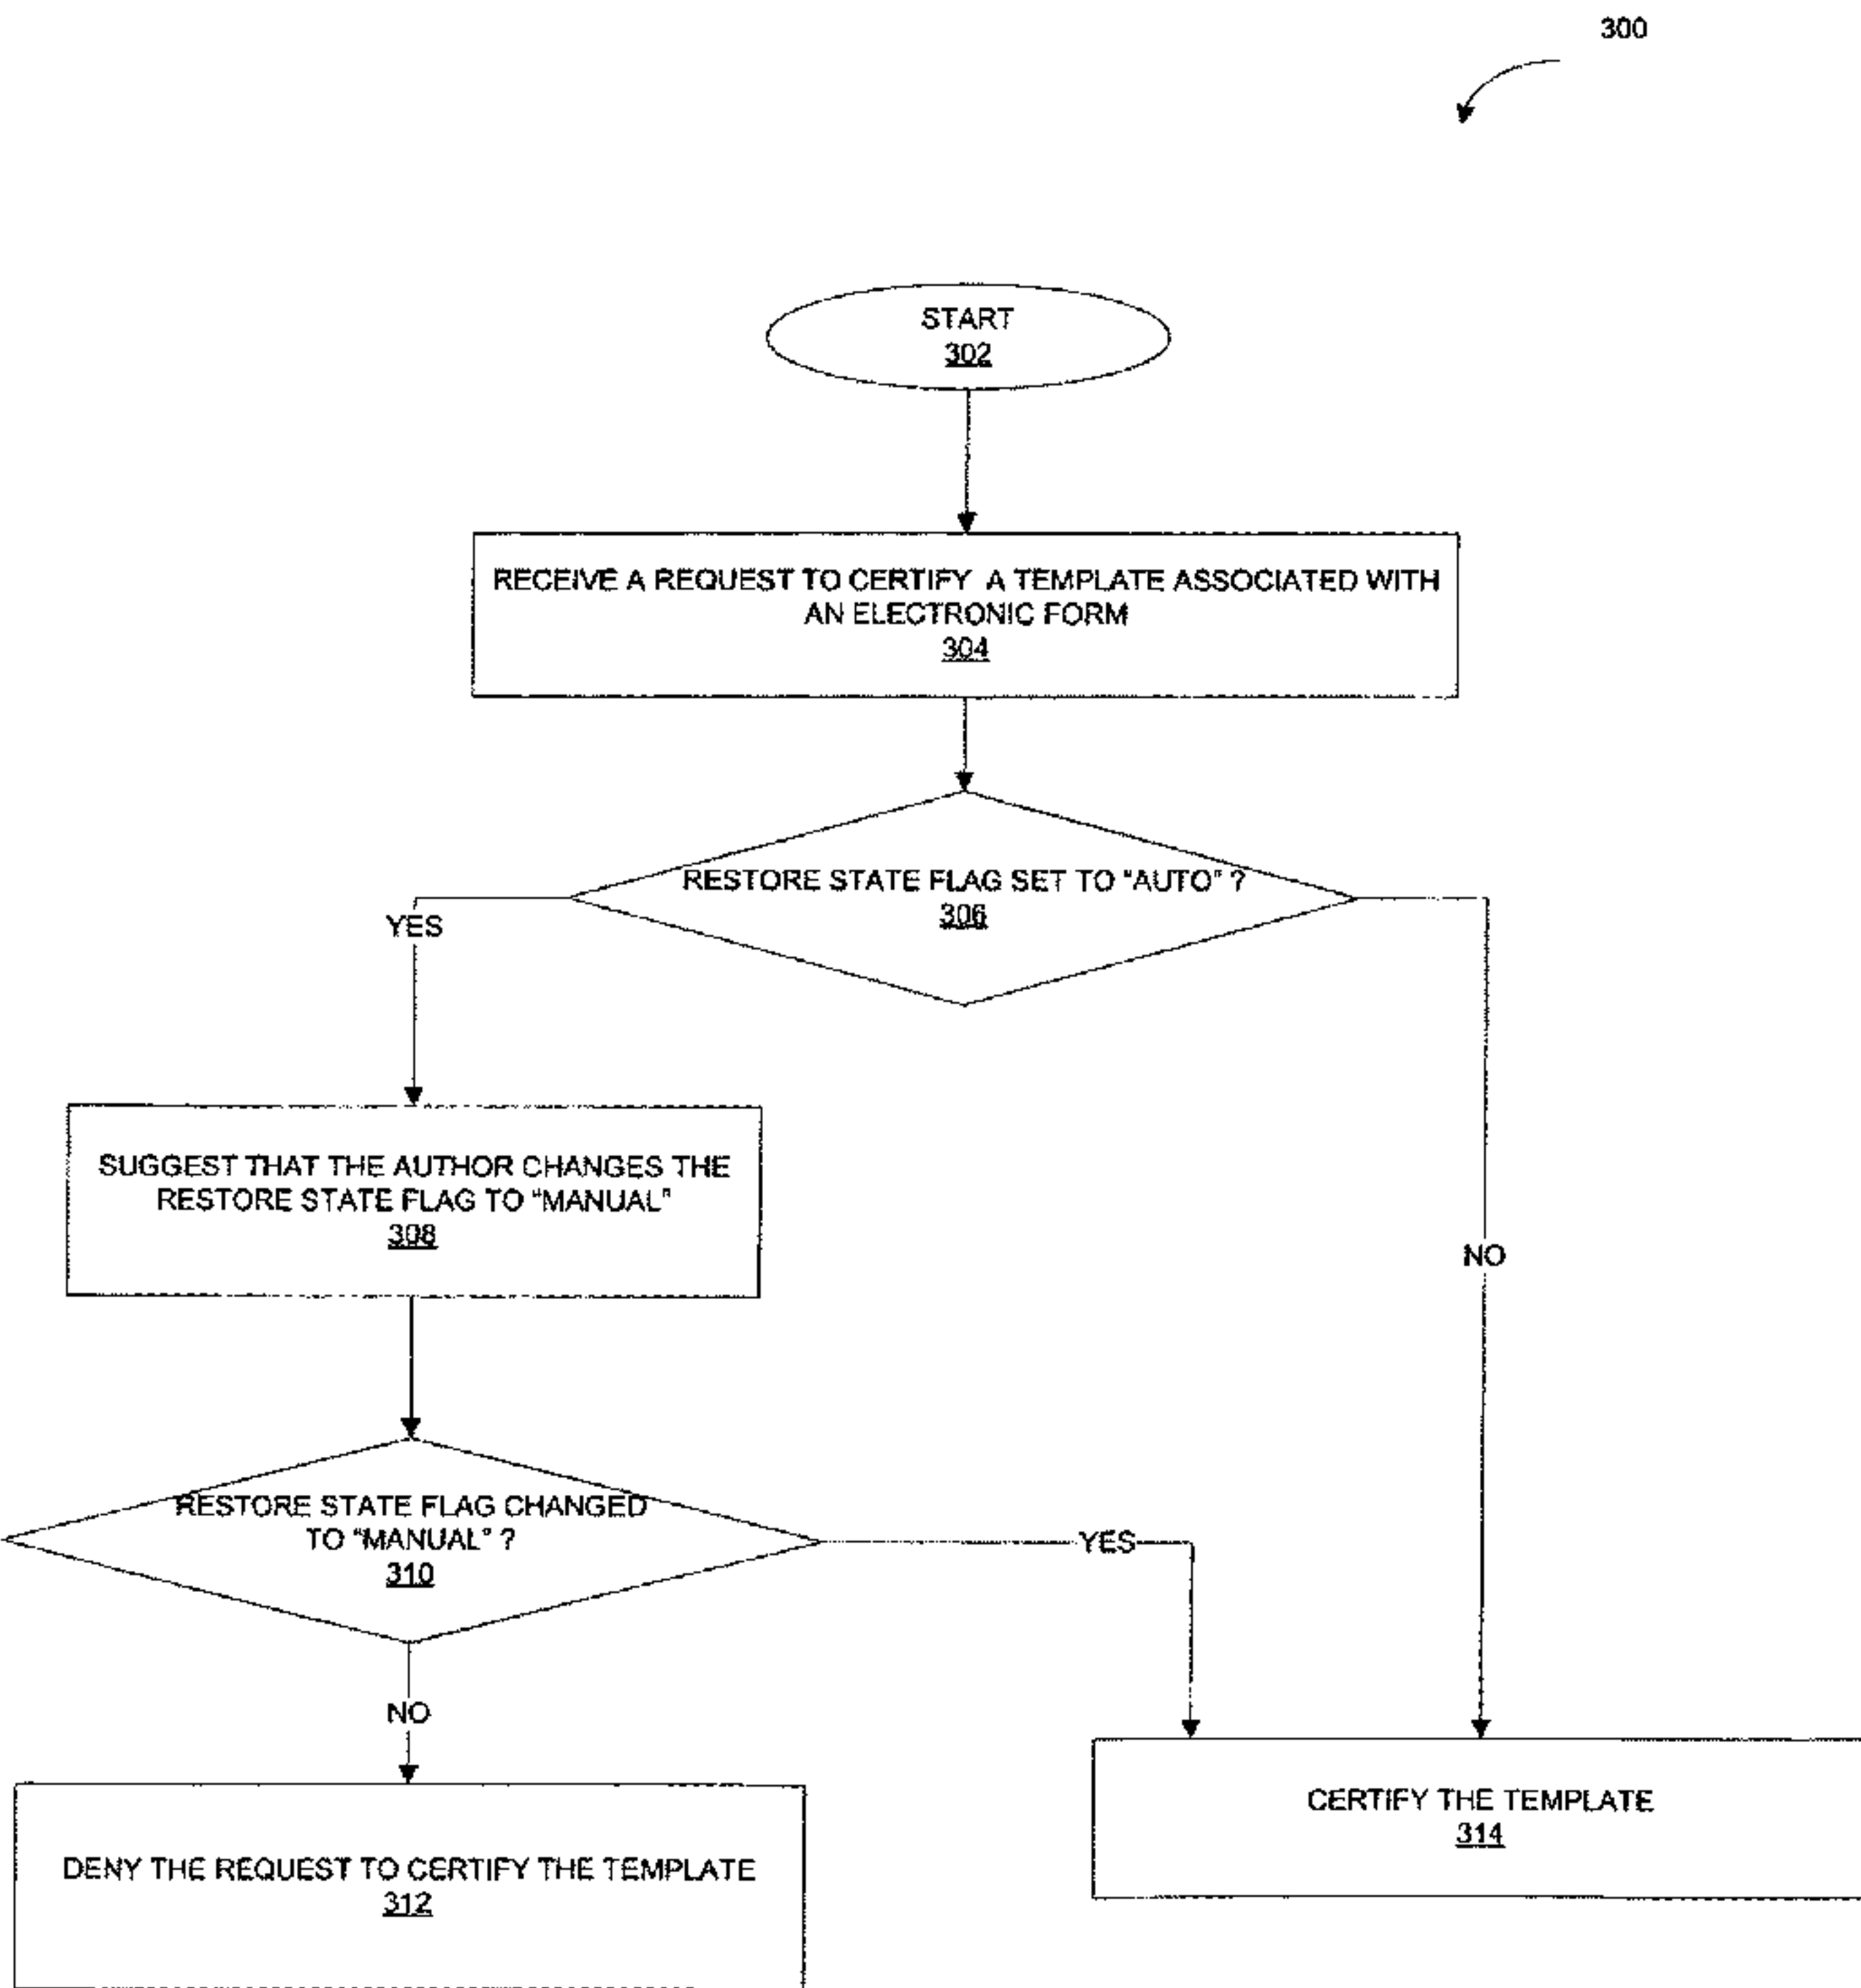 300
START
302
RECEIVE A REQUEST TO CERTIFY A TEMPLATE ASSOCIATED WITH
AN ELECTRONIC FORM
304
RESTORE STATE FLAG SET TO "AUTO" ?
306
YES
NO
SUGGEST THAT THE AUTHOR CHANGES THE
RESTORE STATE FLAG TO "MANUAL"
308
RESTORE STATE FLAG CHANGED
TO "MANUAL" ?
310
YES
NO
CERTIFY THE TEMPLATE
314
DENY THE REQUEST TO CERTIFY THE TEMPLATE
312